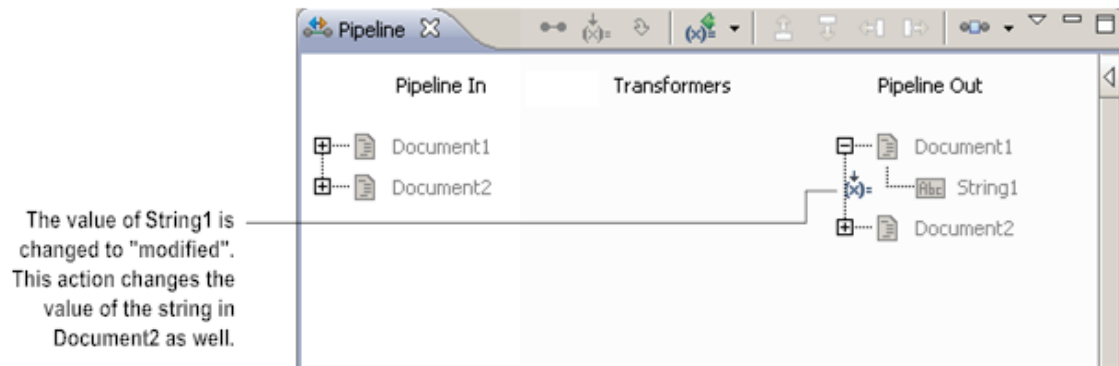 Pipeline
(x)=
(x)=
Pipeline In
Transformers
Pipeline Out
Document1
Document1
Document2
(x)=
Abc
String1
Document2
The value of String1 is
changed to "modified".
This action changes the
value of the string in
Document2 as well.